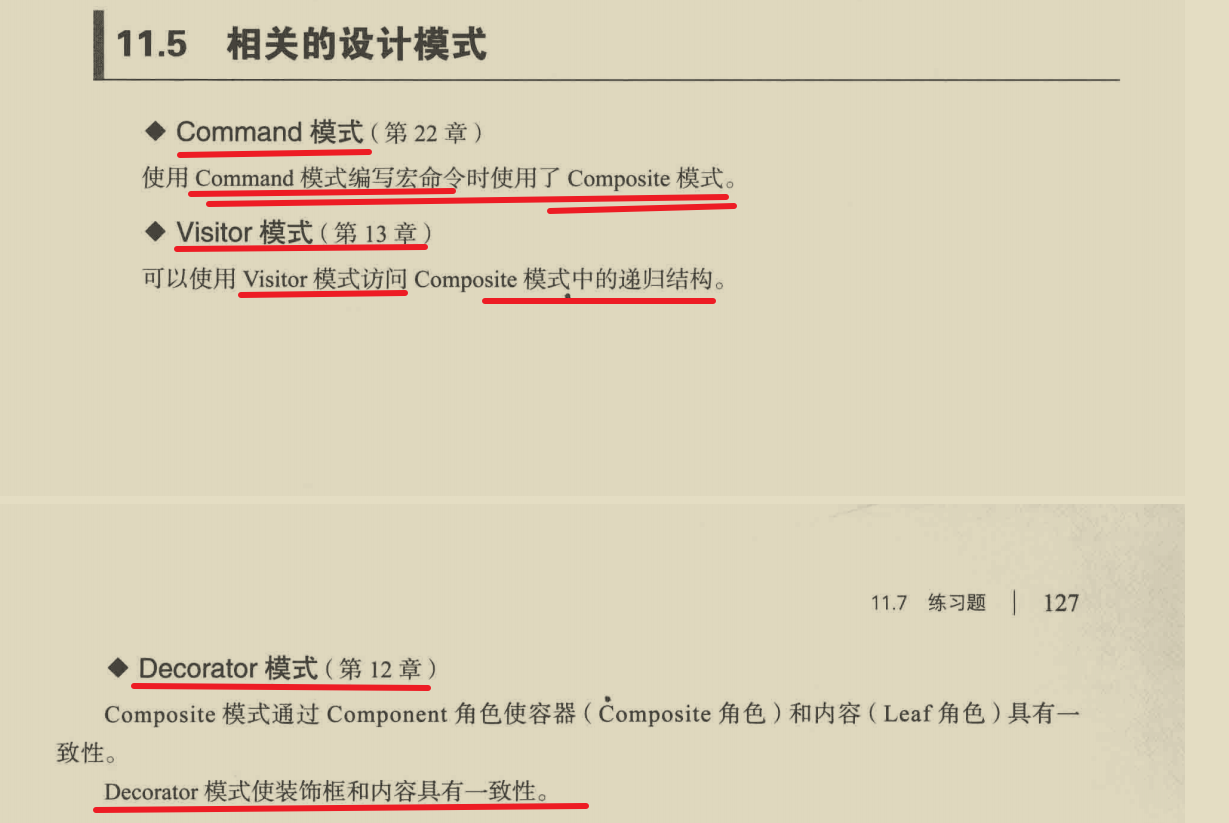 11.5 相关的设计模式
◆ Command 模式（第 22 章）
使用 Command 模式编写宏命令时使用了 Composite 模式。
◆ Visitor 模式（第 13 章）
可以使用 Visitor 模式访问 Composite 模式中的递归结构。
11.7 练习题 | 127
◆ Decorator 模式（第 12 章）
Composite 模式通过 Component 角色使容器（Composite 角色）和内容（Leaf 角色）具有一
致性。
Decorator 模式使装饰框和内容具有一致性。